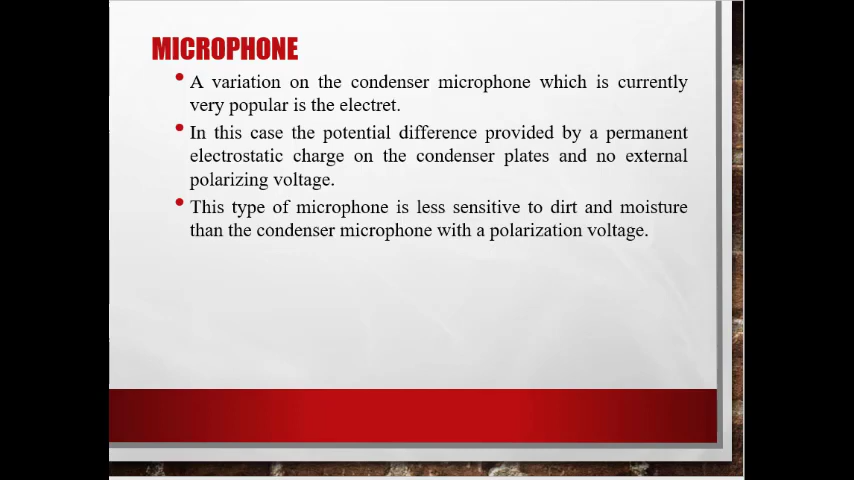 MICROPHONE
• A variation on the condenser microphone which is currently
very popular is the electret.
• In this case the potential difference provided by a permanent
electrostatic charge on the condenser plates and no external
polarizing voltage.
• This type of microphone is less sensitive to dirt and moisture
than the condenser microphone with a polarization voltage.